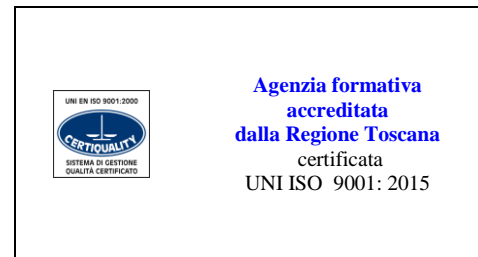 UNI EN ISO 9001:2000
CERTIQUALITY
SISTEMA DI GESTIONE
QUALITÀ CERTIFICATO
Agenzia formativa
accreditata
dalla Regione Toscana
certificata
UNI ISO 9001: 2015